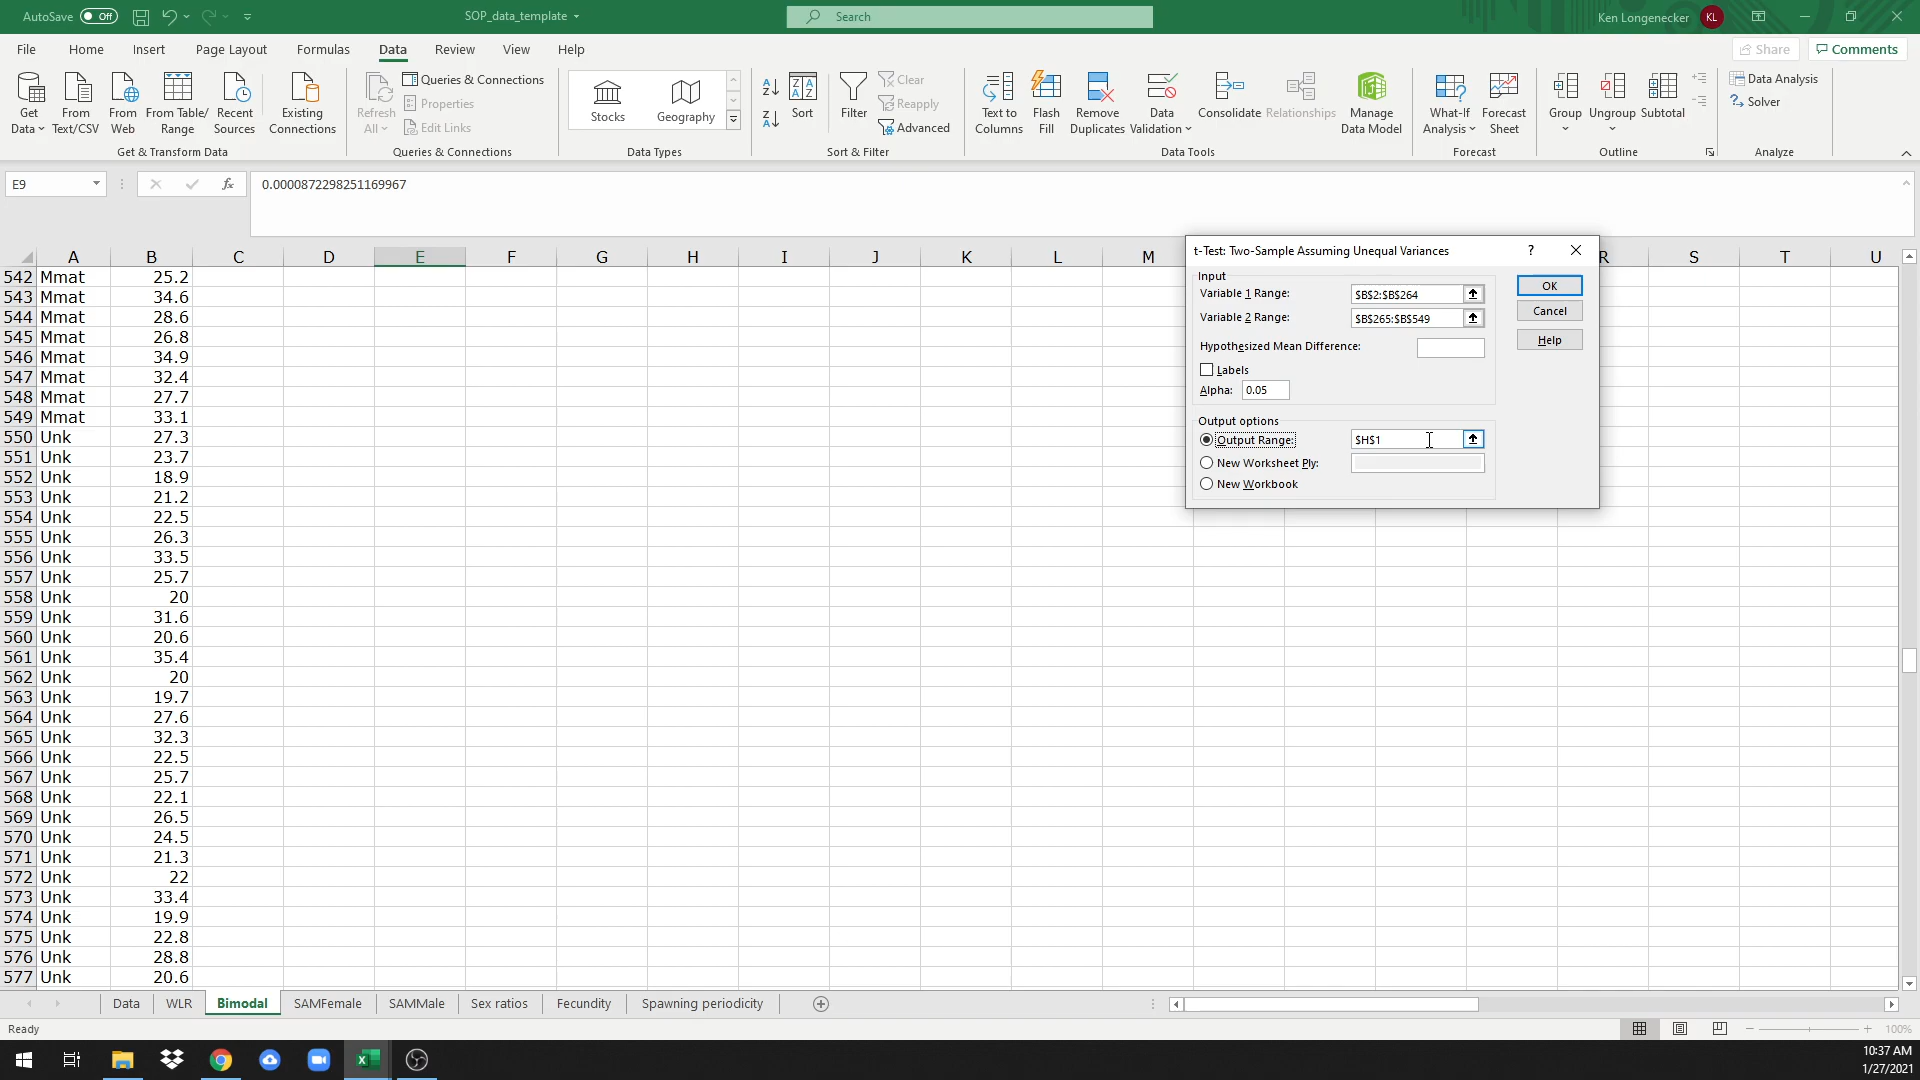 AutoSave Off SOP_data_template Search Ken Longenecker KL
File Home Insert Page Layout Formulas Data Review View Help Share Comments
Get Data
From Text/CSV
From Web
From Table/ Range
Recent Sources
Existing Connections
Get & Transform Data
Refresh All
Queries & Connections
Properties
Edit Links
Queries & Connections
Stocks
Geography
Data Types
Sort
Filter
Clear
Reapply
Advanced
Sort & Filter
Text to Columns
Flash Fill
Remove Duplicates
Data Validation
Consolidate
Relationships
Manage Data Model
Data Tools
What-If Analysis
Forecast Sheet
Forecast
Group
Ungroup
Subtotal
Outline
Data Analysis
Solver
Analyze
E9 fx 0.0000872298251169967
A B C D E F G H I J K L M R S T U
542 Mmat 25.2
543 Mmat 34.6
544 Mmat 28.6
545 Mmat 26.8
546 Mmat 34.9
547 Mmat 32.4
548 Mmat 27.7
549 Mmat 33.1
550 Unk 27.3
551 Unk 23.7
552 Unk 18.9
553 Unk 21.2
554 Unk 22.5
555 Unk 26.3
556 Unk 33.5
557 Unk 25.7
558 Unk 20
559 Unk 31.6
560 Unk 20.6
561 Unk 35.4
562 Unk 20
563 Unk 19.7
564 Unk 27.6
565 Unk 32.3
566 Unk 22.5
567 Unk 25.7
568 Unk 22.1
569 Unk 26.5
570 Unk 24.5
571 Unk 21.3
572 Unk 22
573 Unk 33.4
574 Unk 19.9
575 Unk 22.8
576 Unk 28.8
577 Unk 20.6
t-Test: Two-Sample Assuming Unequal Variances ?
Input
Variable 1 Range: $B$2:$B$264
Variable 2 Range: $B$265:$B$549
Hypothesized Mean Difference:
Labels
Alpha: 0.05
OK
Cancel
Help
Output options
Output Range: $H$1
New Worksheet Ply:
New Workbook
Data WLR Bimodal SAMFemale SAMMale Sex ratios Fecundity Spawning periodicity
Ready 100%
10:37 AM
1/27/2021